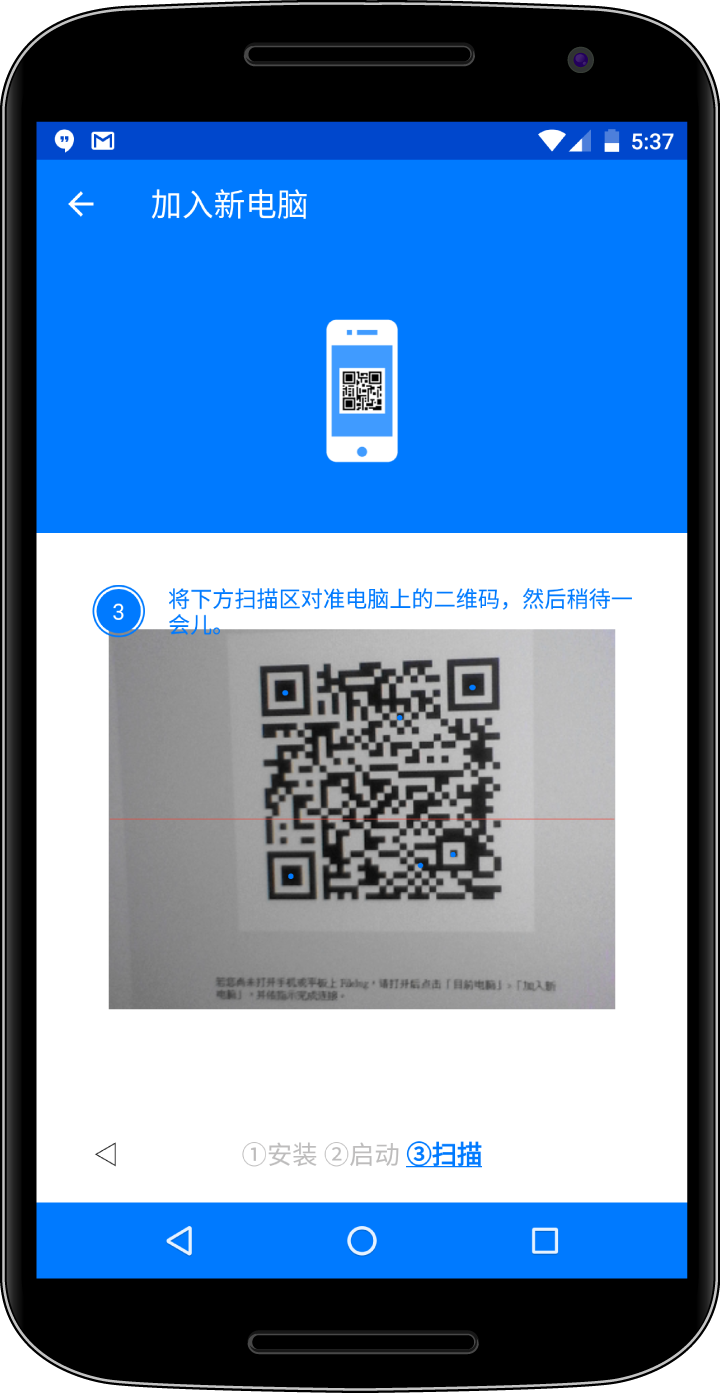 5:37
加入新电脑
3
将下方扫描区对准电脑上的二维码，然后稍待一
会儿。
若您尚未打开手机或平板上 Filedug，请打开后点击「目前电脑」>「加入新
电脑」，并依指示完成连接。
①安装 ②启动 ③扫描